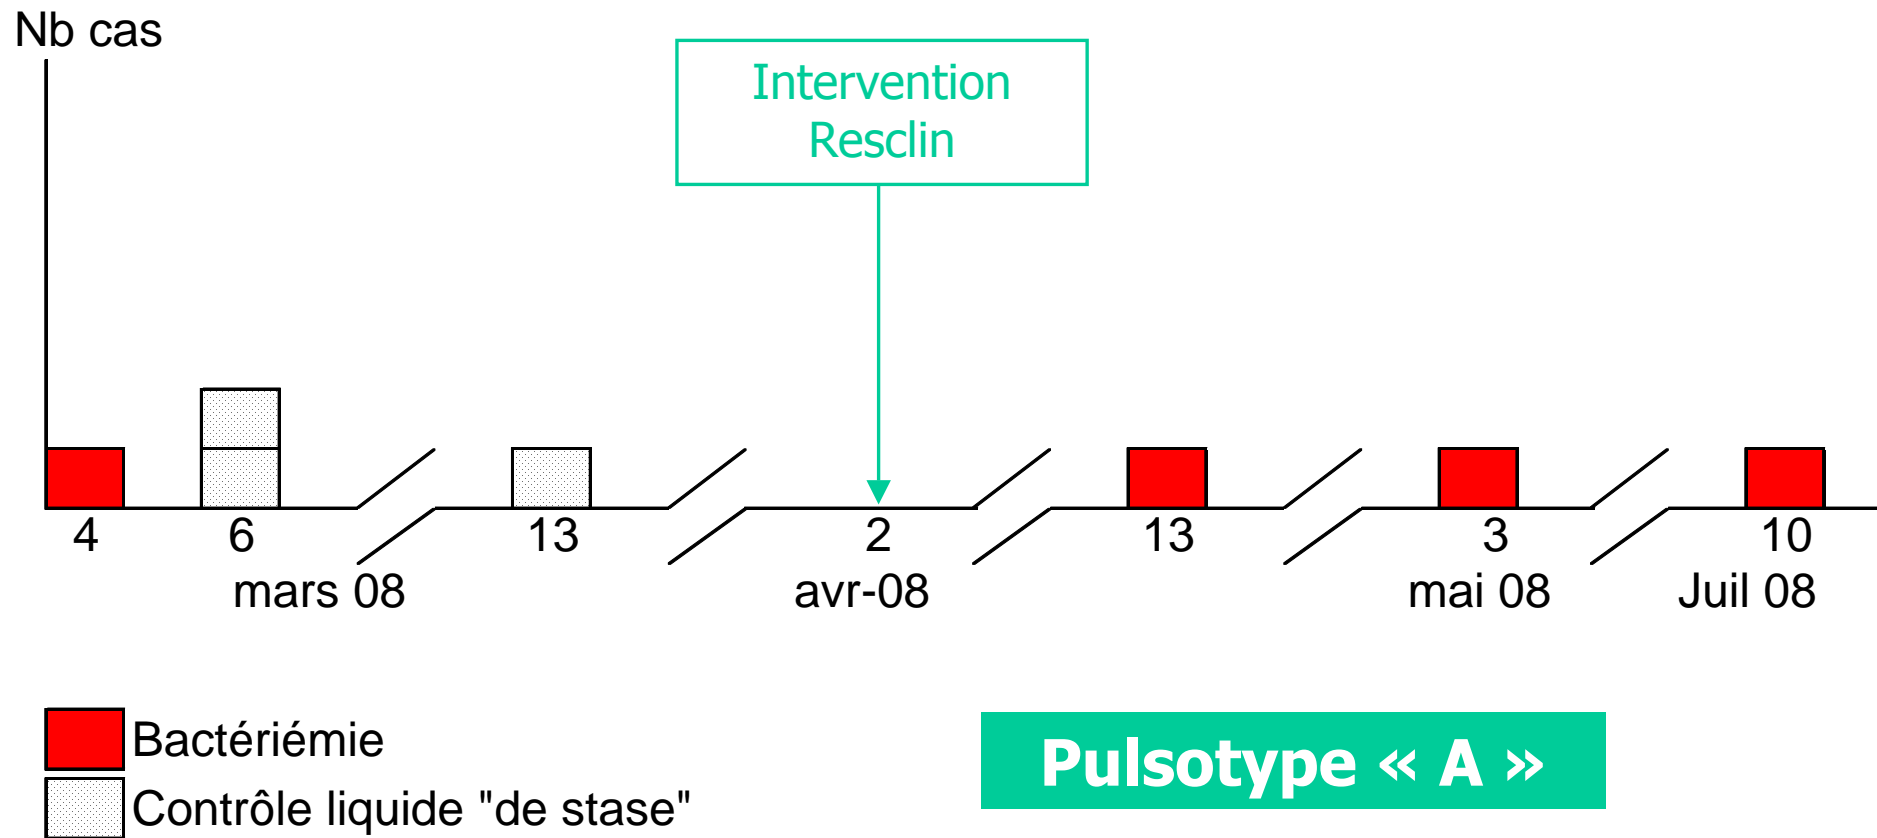 Nb cas
Intervention
Resclin
4 6 13 2 13 3 10
mars 08 avr-08 mai 08 Juil 08
Bactériémie
Contrôle liquide "de stase"
Pulsotype « A »